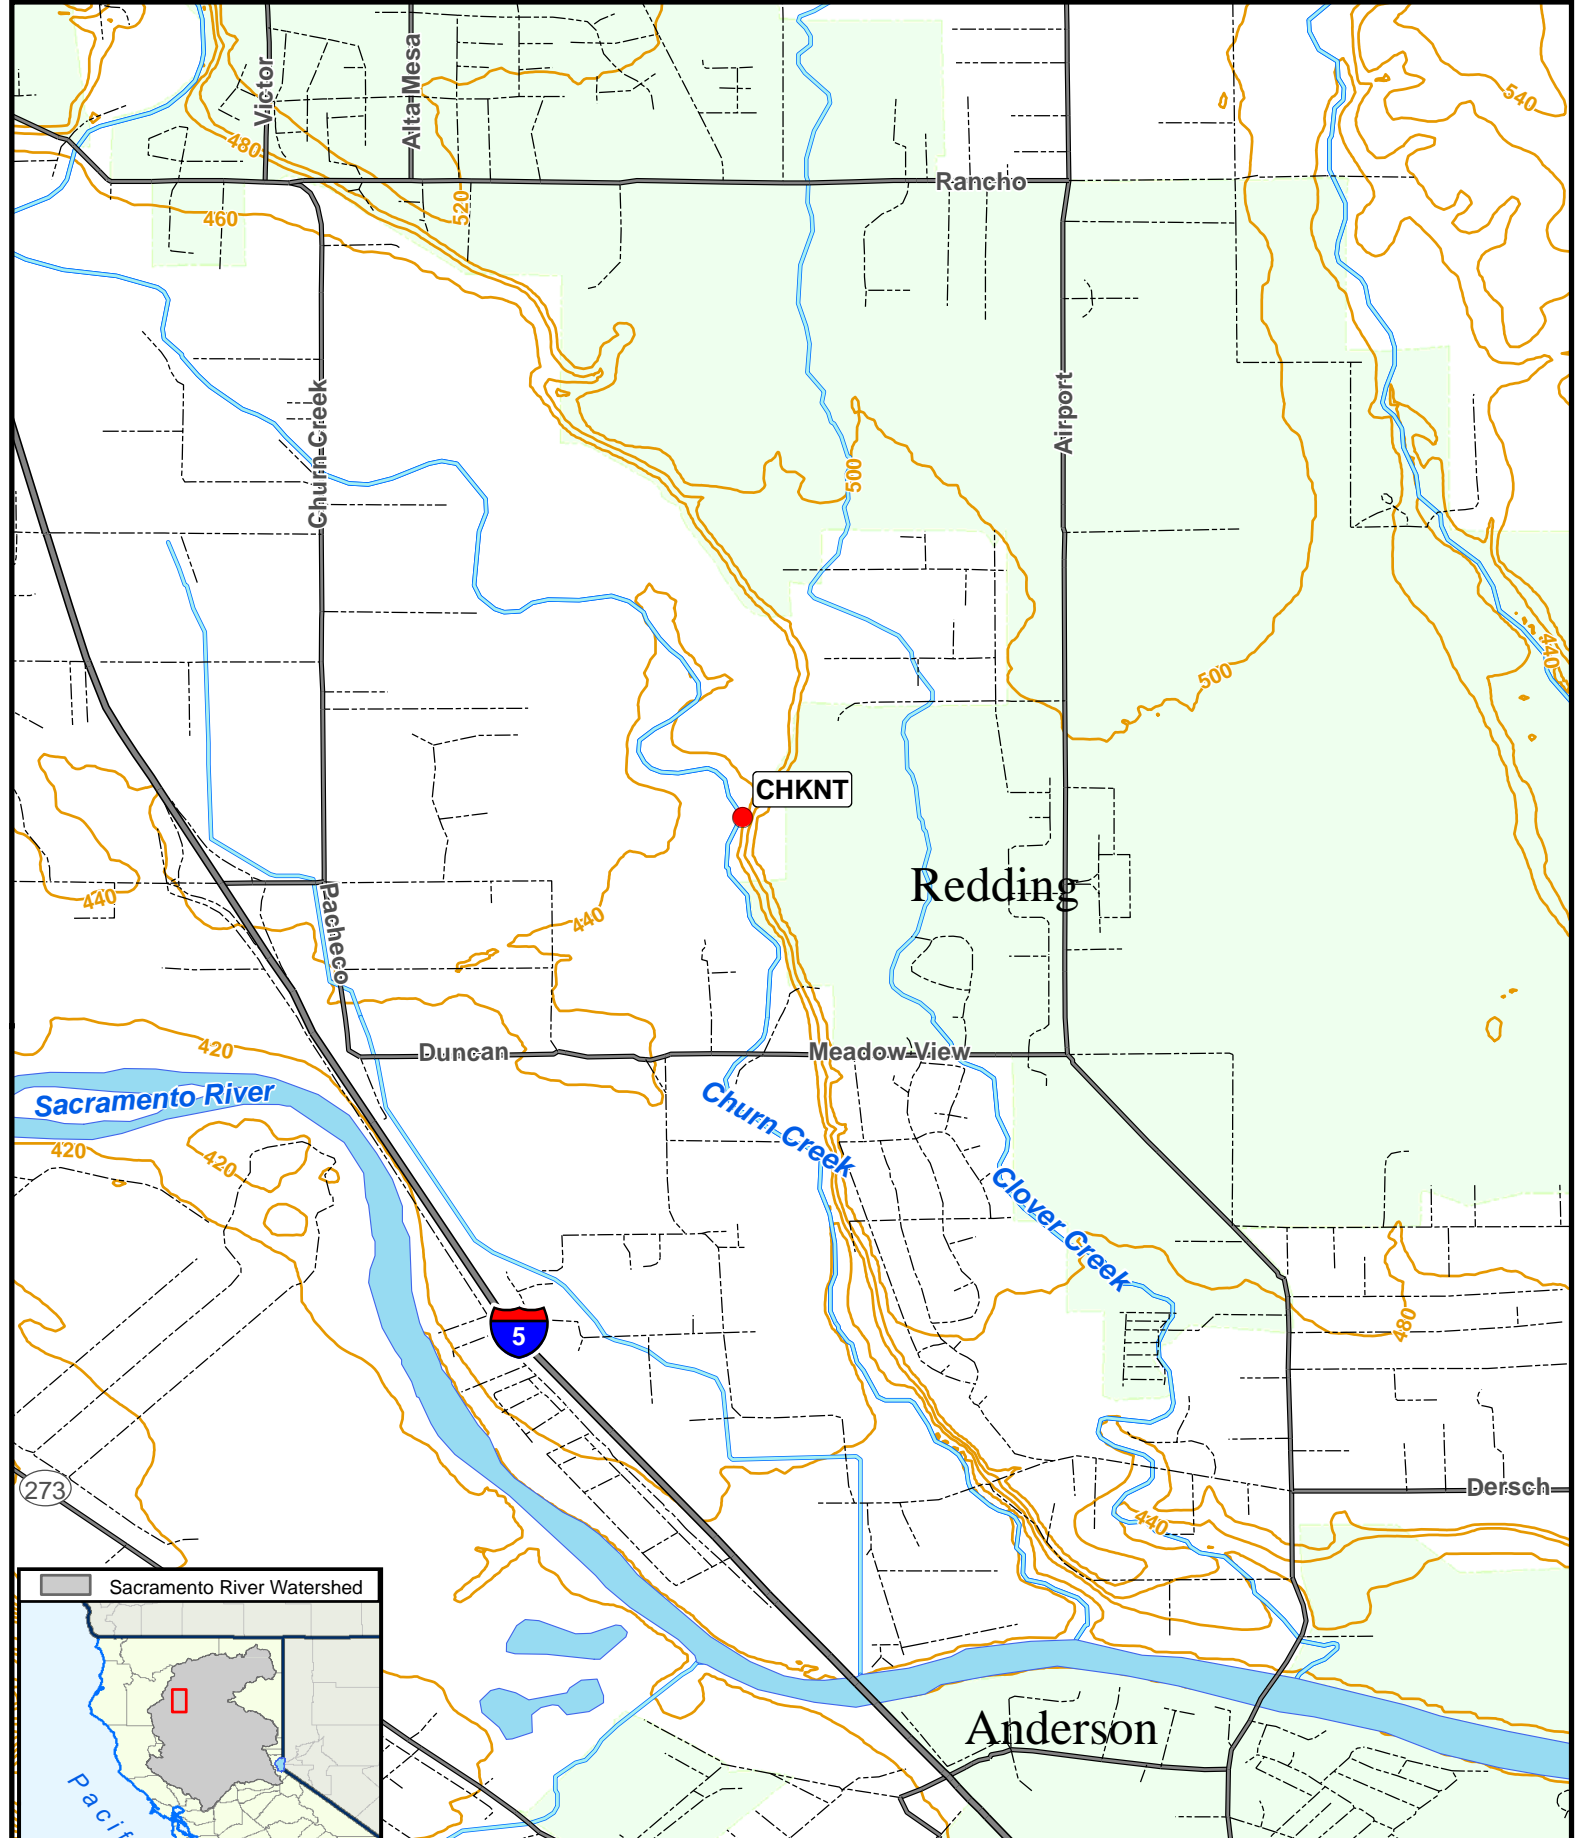 Victor
Alta Mesa
540
480
Rancho
460
520
Churn Creek
Airport
500
440
500
CHKNT
Redding
440
440
Pacheco
420
Duncan
Meadow View
Sacramento River
Churn Creek
420
420
Clover Creek
480
5
273
Dersch
440
Sacramento River Watershed
Anderson
Pacif